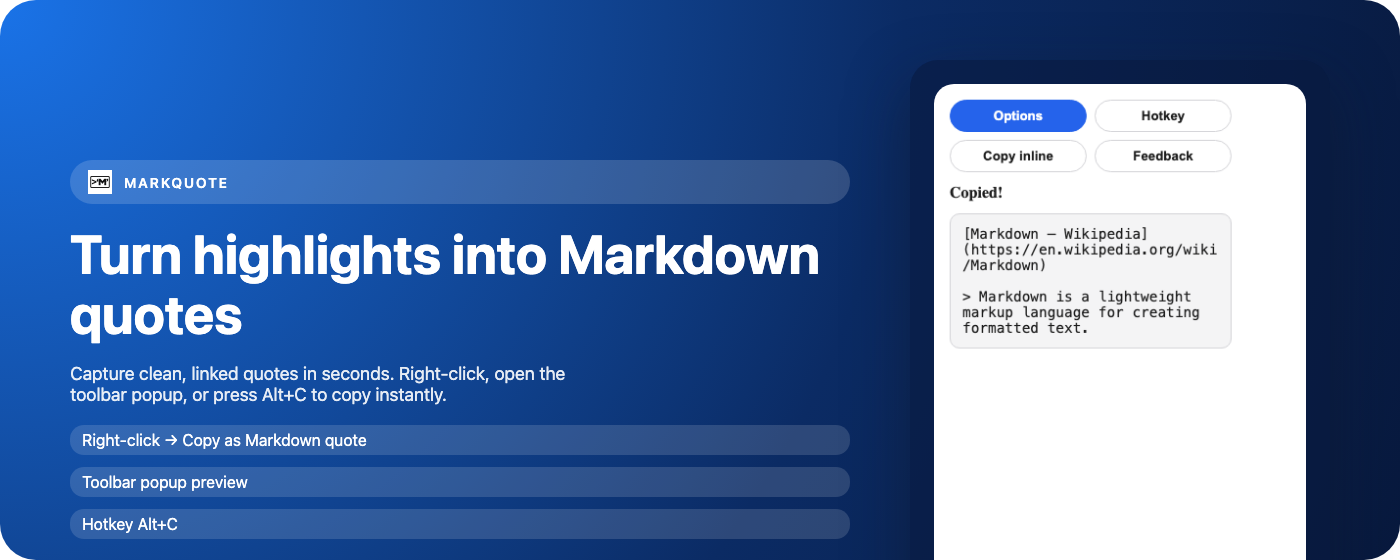 MARKQUOTE
Turn highlights into Markdown
quotes
Capture clean, linked quotes in seconds. Right-click, open the
toolbar popup, or press Alt+C to copy instantly.
Right-click → Copy as Markdown quote
Toolbar popup preview
Hotkey Alt+C
Options
Hotkey
Copy inline
Feedback
Copied!
[Markdown — Wikipedia]
(https://en.wikipedia.org/wiki
/Markdown)
> Markdown is a lightweight
markup language for creating
formatted text.